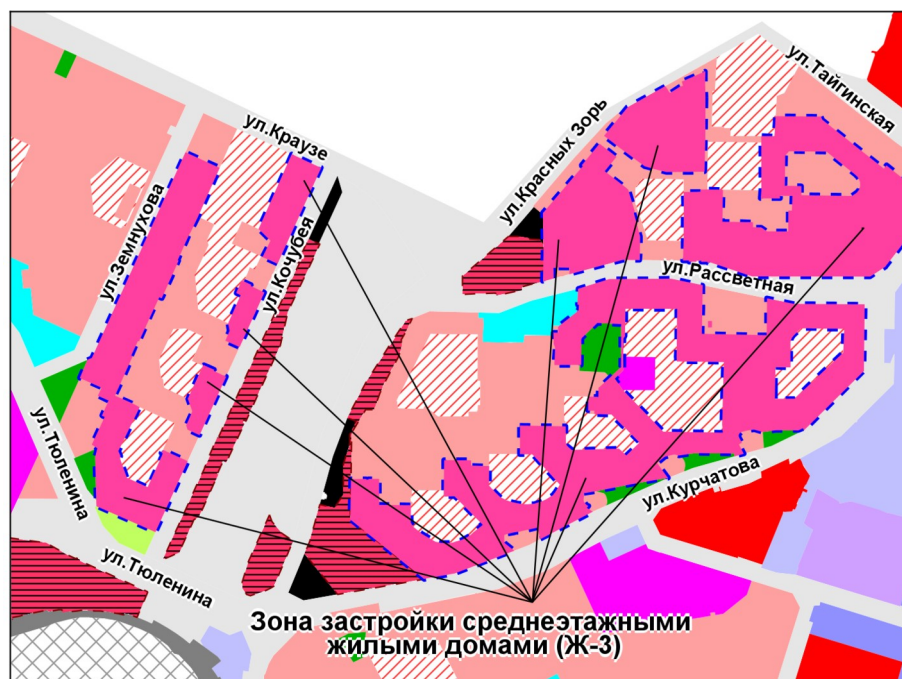 ул.Тайгинская
ул.Краузе
ул.Красных Зорь
ул.Земнухова
ул.Кочубея
ул.Рассветная
ул.Тюленина
ул.Курчатова
ул.Тюленина
Зона застройки среднеэтажными
жилыми домами (Ж-3)